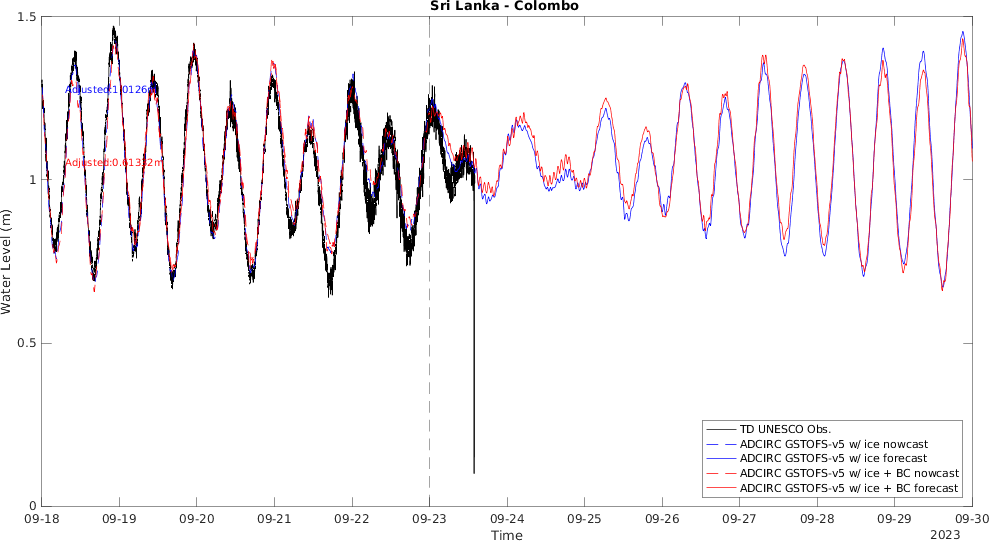 Sri Lanka - Colombo
1.5
Adjusted:1.0126m
Adjusted:0.61332m
1
Water Level (m)
0.5
TD UNESCO Obs.
ADCIRC GSTOFS-v5 w/ ice nowcast
ADCIRC GSTOFS-v5 w/ ice forecast
ADCIRC GSTOFS-v5 w/ ice + BC nowcast
ADCIRC GSTOFS-v5 w/ ice + BC forecast
0
09-18 09-19 09-20 09-21 09-22 09-23 09-24 09-25 09-26 09-27 09-28 09-29 09-30
Time
2023